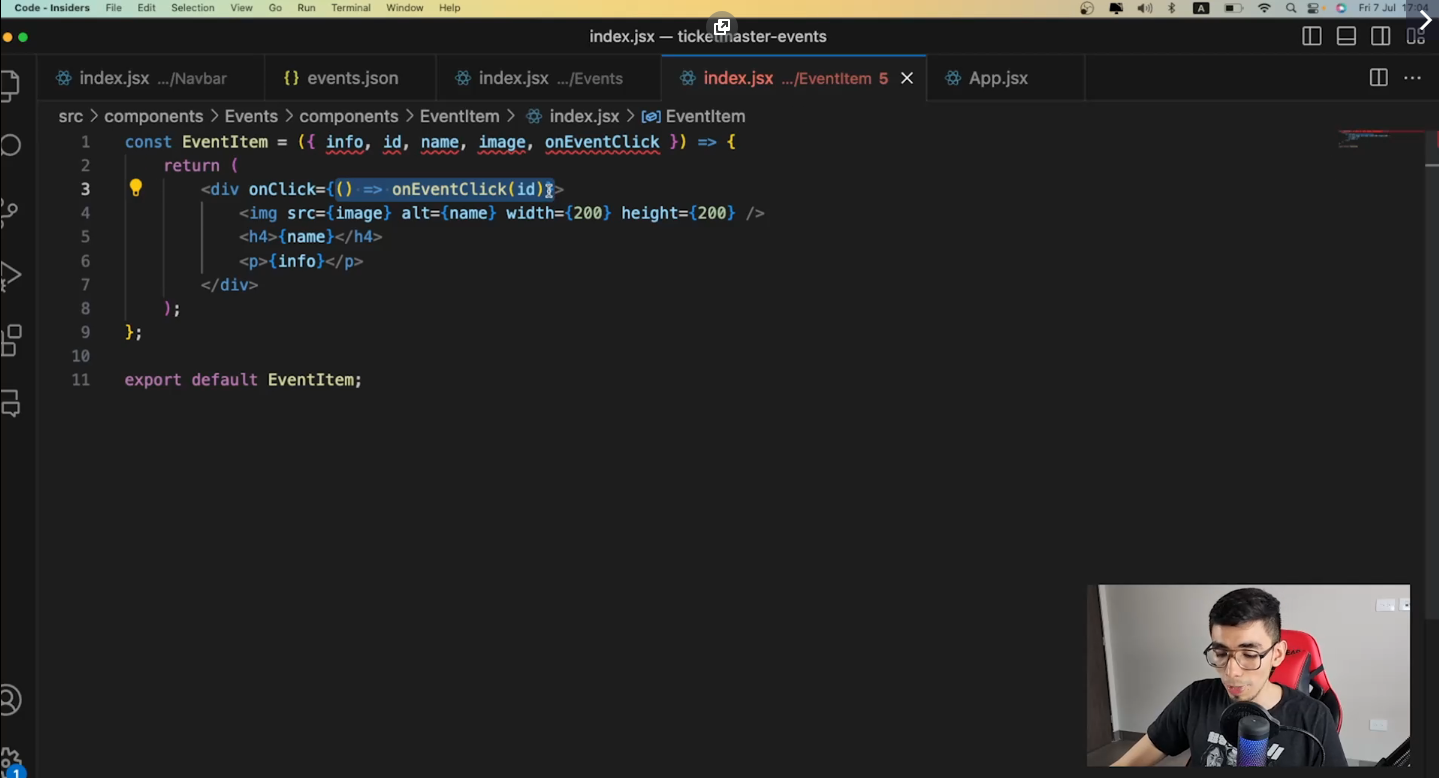 Code - Insiders File Edit Selection View Go Run Terminal Window Help A Fri 7 Jul 17:04
index.jsx — ticketmaster-events
index.jsx .../Navbar {} events.json index.jsx .../Events index.jsx .../EventItem 5 App.jsx
src > components > Events > components > EventItem > index.jsx > EventItem
1 const EventItem = ({ info, id, name, image, onEventClick }) => {
2 return (
3 <div onClick={() => onEventClick(id)}>
4 <img src={image} alt={name} width={200} height={200} />
5 <h4>{name}</h4>
6 <p>{info}</p>
7 </div>
8 );
9 };
10
11 export default EventItem;
1